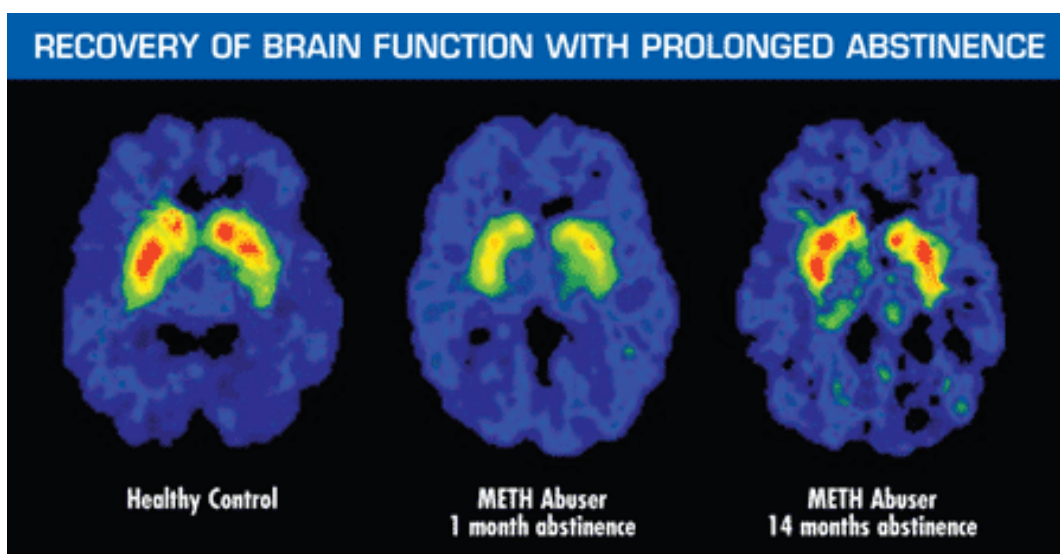 RECOVERY OF BRAIN FUNCTION WITH PROLONGED ABSTINENCE
Healthy Control
METH Abuser
1 month abstinence
METH Abuser
14 months abstinence